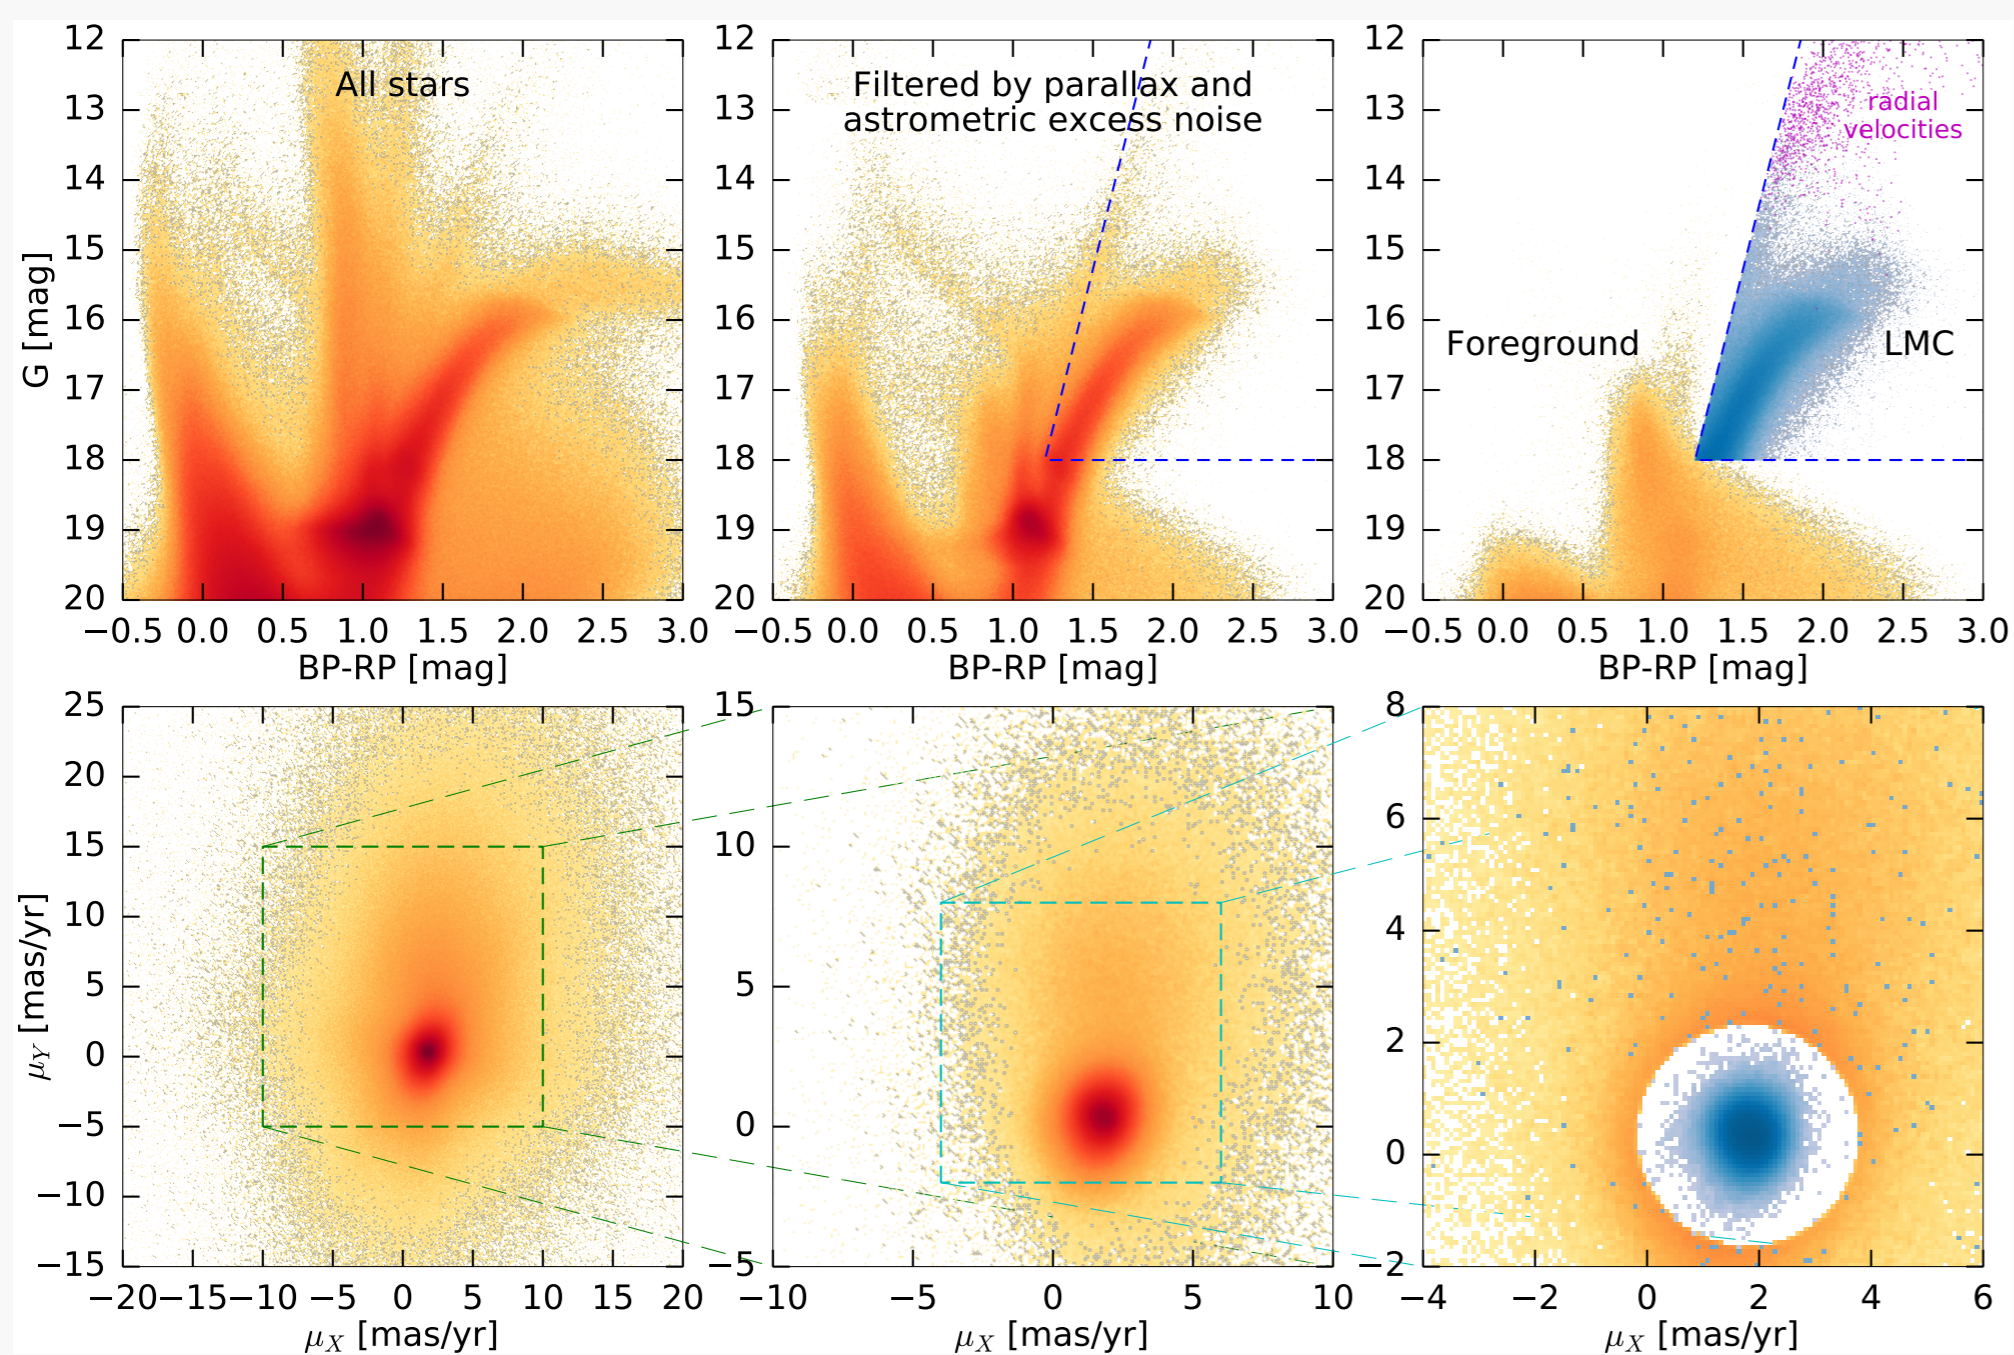 12
13
14
15
16
17
18
19
20
G [mag]
All stars
−0.5 0.0 0.5 1.0 1.5 2.0 2.5 3.0
BP-RP [mag]
12
13
14
15
16
17
18
19
20
Filtered by parallax and
astrometric excess noise
−0.5 0.0 0.5 1.0 1.5 2.0 2.5 3.0
BP-RP [mag]
12
13
14
15
16
17
18
19
20
radial
velocities
Foreground
LMC
−0.5 0.0 0.5 1.0 1.5 2.0 2.5 3.0
BP-RP [mag]
25
20
15
10
5
0
−5
−10
−15
μY [mas/yr]
−20 −15 −10 −5 0 5 10 15 20
μX [mas/yr]
15
10
5
0
−5
−10 −5 0 5 10
μX [mas/yr]
8
6
4
2
0
−2
−4 −2 0 2 4 6
μX [mas/yr]